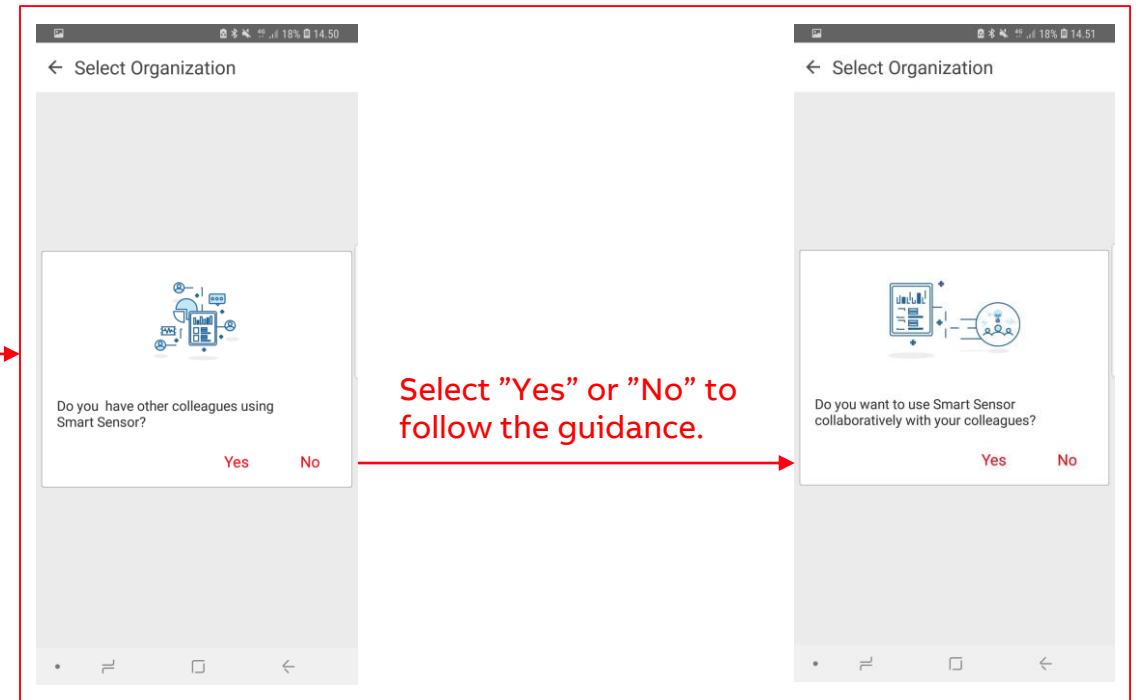 18% 14.50
Select Organization
Do you  have other colleagues using
Smart Sensor?
Yes No
Select ”Yes” or ”No” to
follow the guidance.
18% 14.51
Select Organization
Do you want to use Smart Sensor
collaboratively with your colleagues?
Yes No